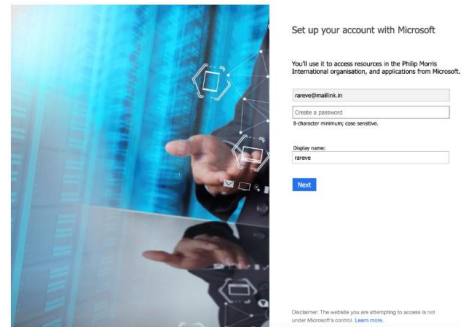 Set up your account with Microsoft
You'll use it to access resources in the Philip Morris
International organisation, and applications from Microsoft.
rareve@maillink.in
Create a password
8-character minimum; case sensitive.
Display name:
rareve
Next
Disclaimer: The website you are attempting to access is not
under Microsoft's control. Learn more.